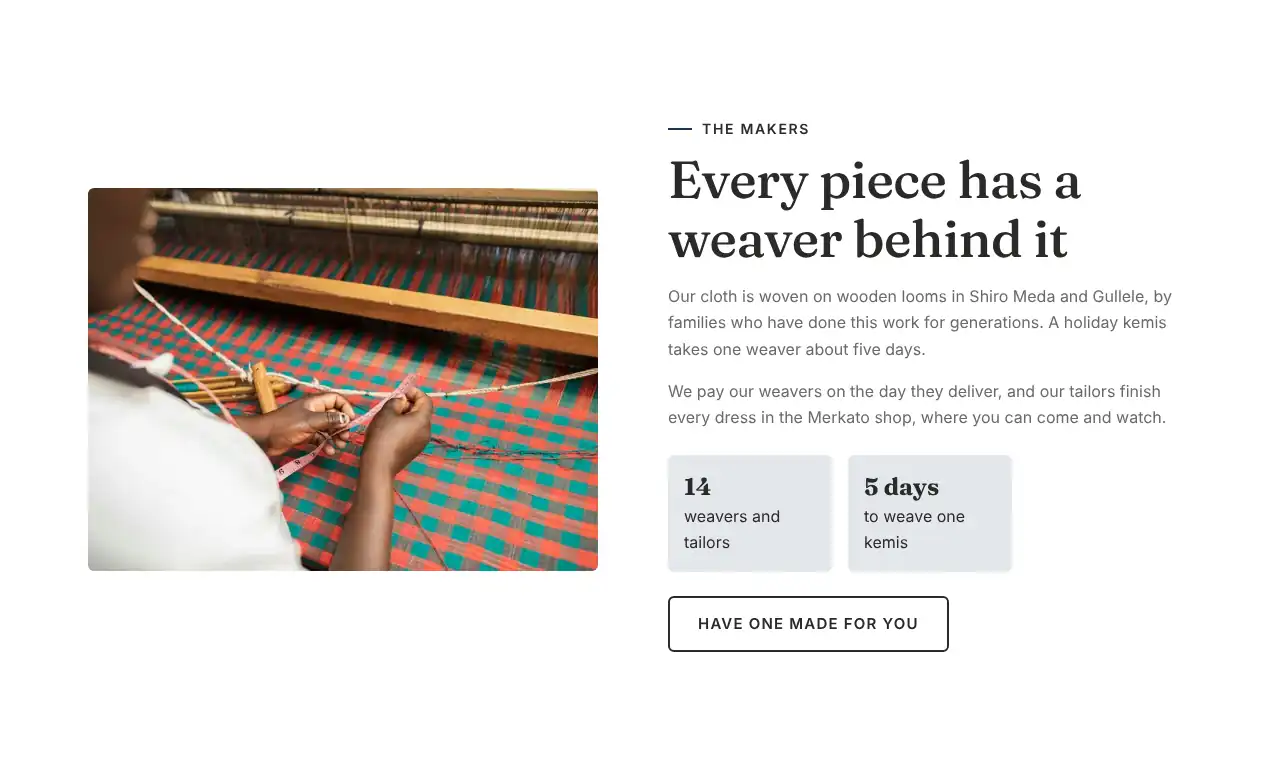 THE MAKERS
Every piece has a
weaver behind it
Our cloth is woven on wooden looms in Shiro Meda and Gullele, by
families who have done this work for generations. A holiday kemis
takes one weaver about five days.
We pay our weavers on the day they deliver, and our tailors finish
every dress in the Merkato shop, where you can come and watch.
14
weavers and
tailors
5 days
to weave one
kemis
HAVE ONE MADE FOR YOU